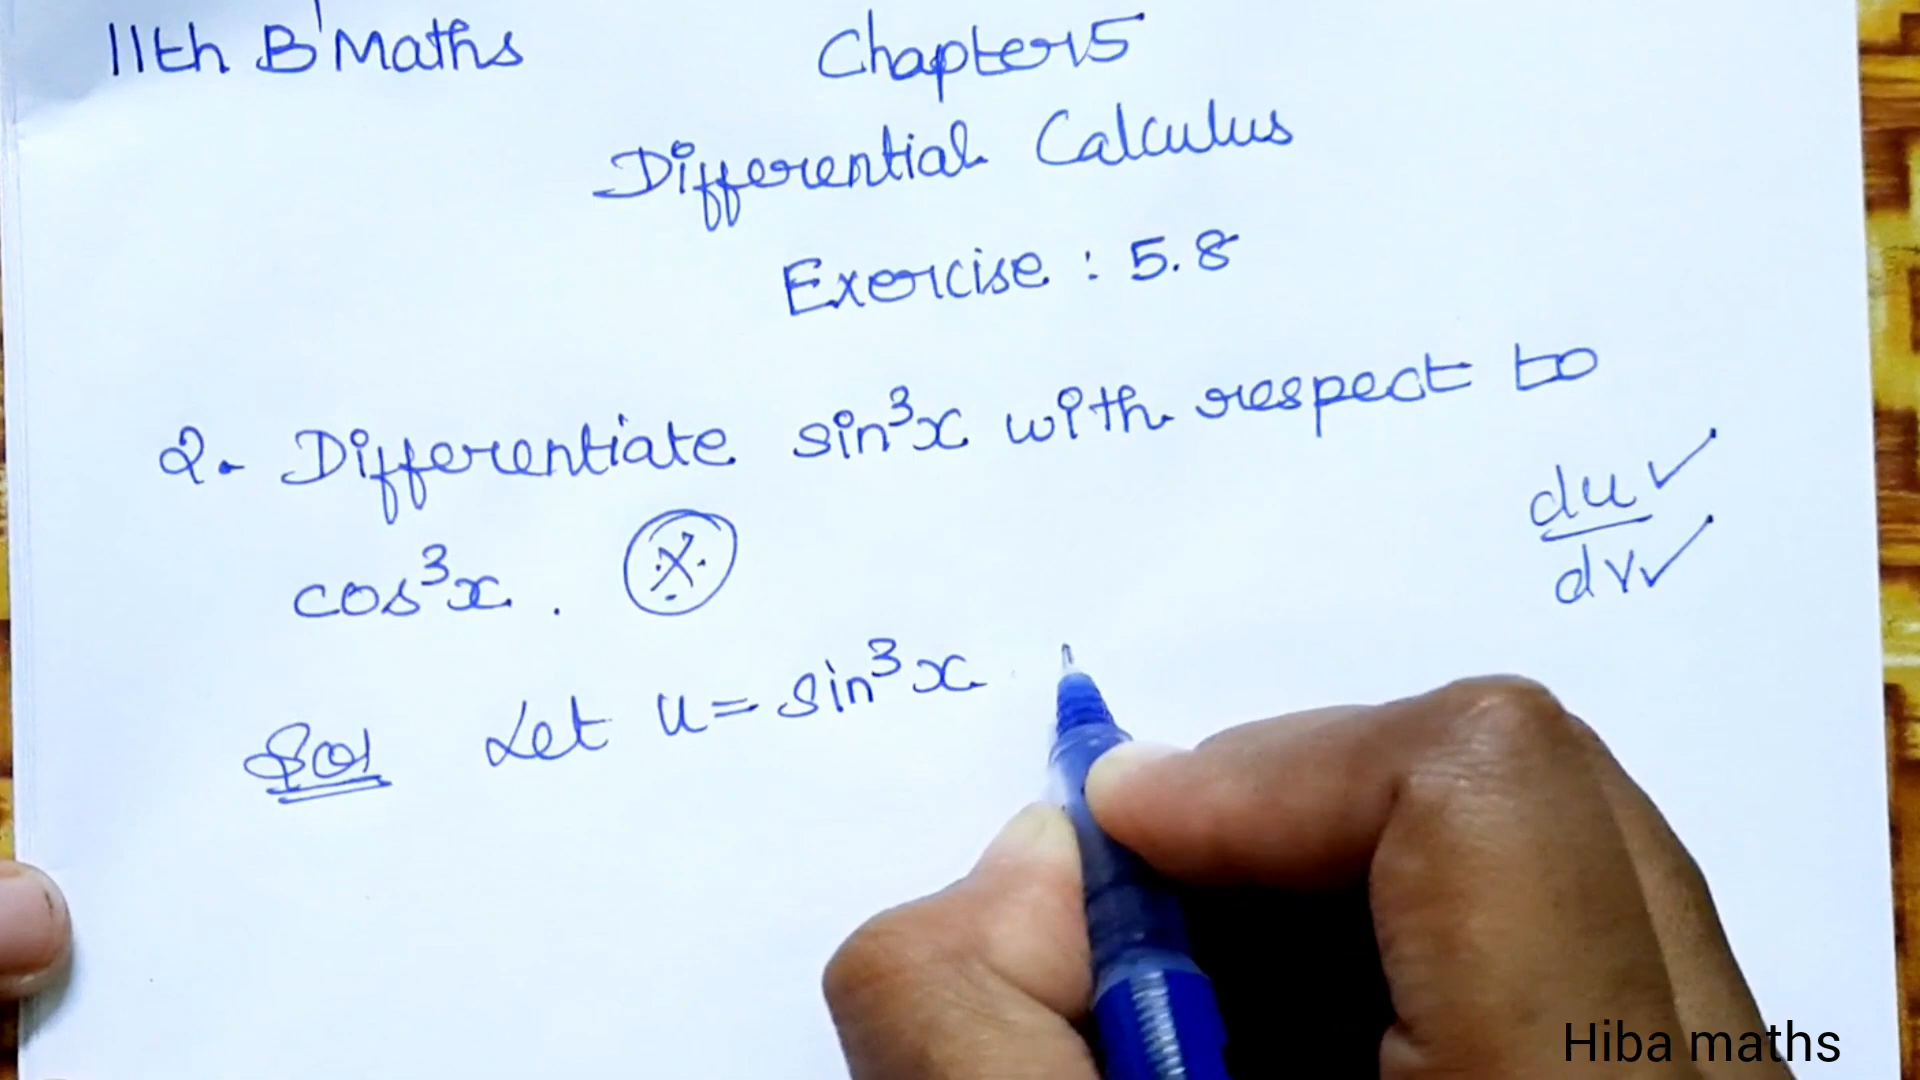 11th B'Maths Chapter 5
Differential Calculus
Exercise : 5.8
2. Differentiate sin³x with respect to
cos³x . x
du
dv
Sol Let u = sin³x
Hiba maths